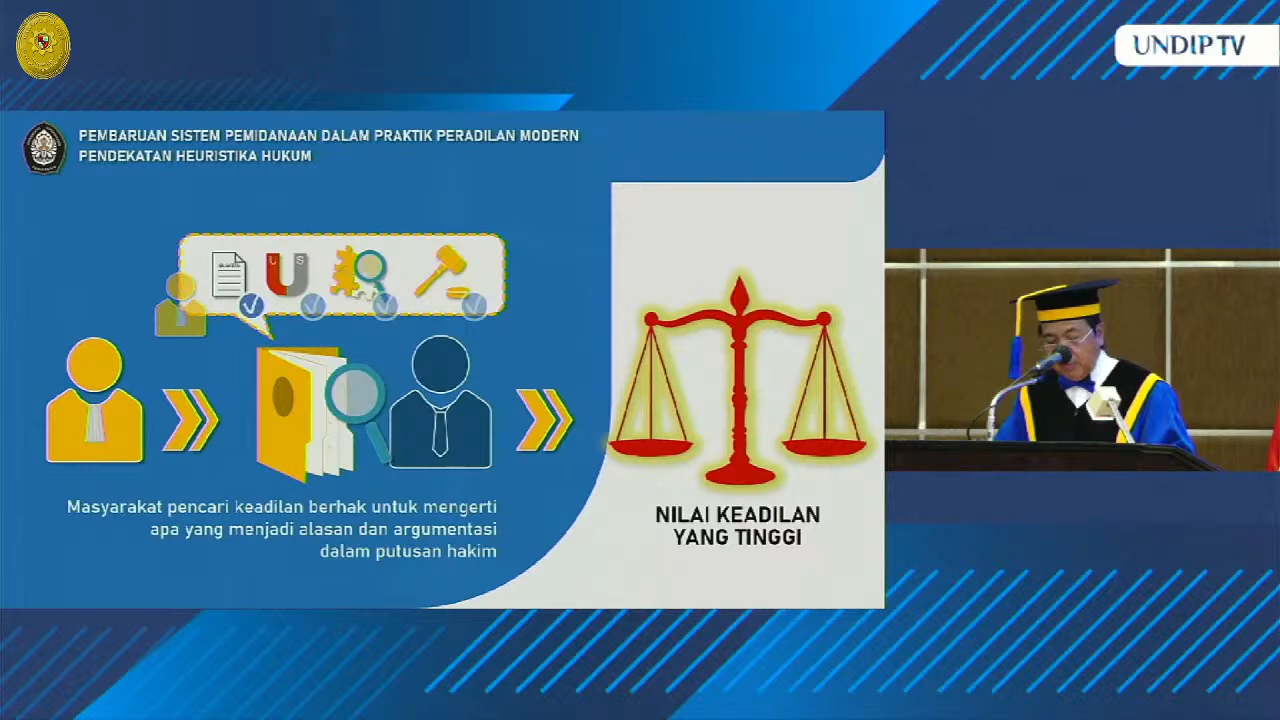 UNDIP TV
PEMBARUAN SISTEM PEMIDANAAN DALAM PRAKTIK PERADILAN MODERN
PENDEKATAN HEURISTIKA HUKUM
U S
Masyarakat pencari keadilan berhak untuk mengerti
apa yang menjadi alasan dan argumentasi
dalam putusan hakim
NILAI KEADILAN
YANG TINGGI